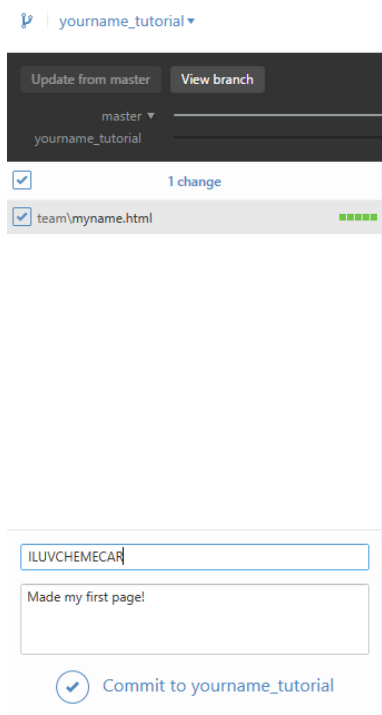 yourname_tutorial
Update from master View branch
master
yourname_tutorial
1 change
team\myname.html
ILUVCHEMECAR
Made my first page!
Commit to yourname_tutorial